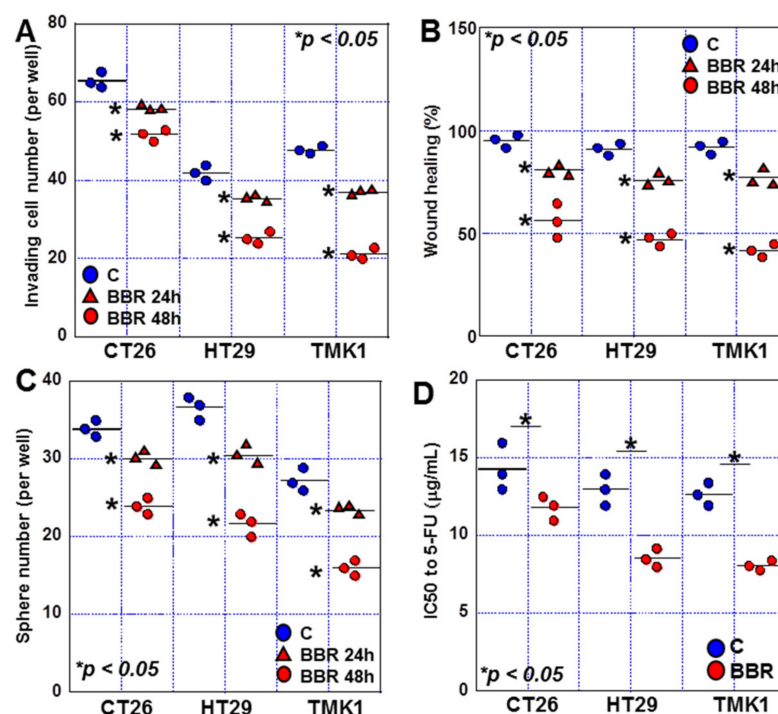 A
Invading cell number (per well)
80
60
40
20
0
*p < 0.05
*
*
*
*
*
*
C
BBR 24h
BBR 48h
CT26 HT29 TMK1
B
Wound healing (%)
150
100
50
0
*p < 0.05
C
BBR 24h
BBR 48h
*
*
*
*
*
*
CT26 HT29 TMK1
C
Sphere number (per well)
40
30
20
10
0
*
*
*
*
*
*
C
BBR 24h
BBR 48h
*p < 0.05
CT26 HT29 TMK1
D
IC50 to 5-FU (µg/mL)
20
15
10
5
0
*
*
*
C
BBR
*p < 0.05
CT26 HT29 TMK1